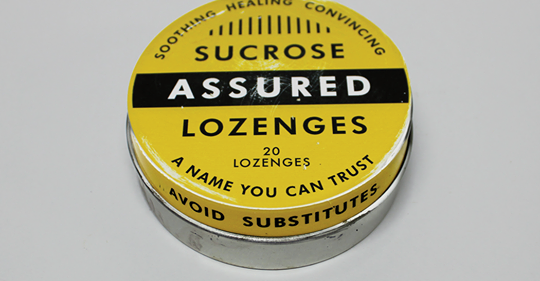 SOOTHING HEALING CONVINCING
SUCROSE
ASSURED
LOZENGES
20
LOZENGES
A NAME YOU CAN TRUST
AVOID SUBSTITUTES